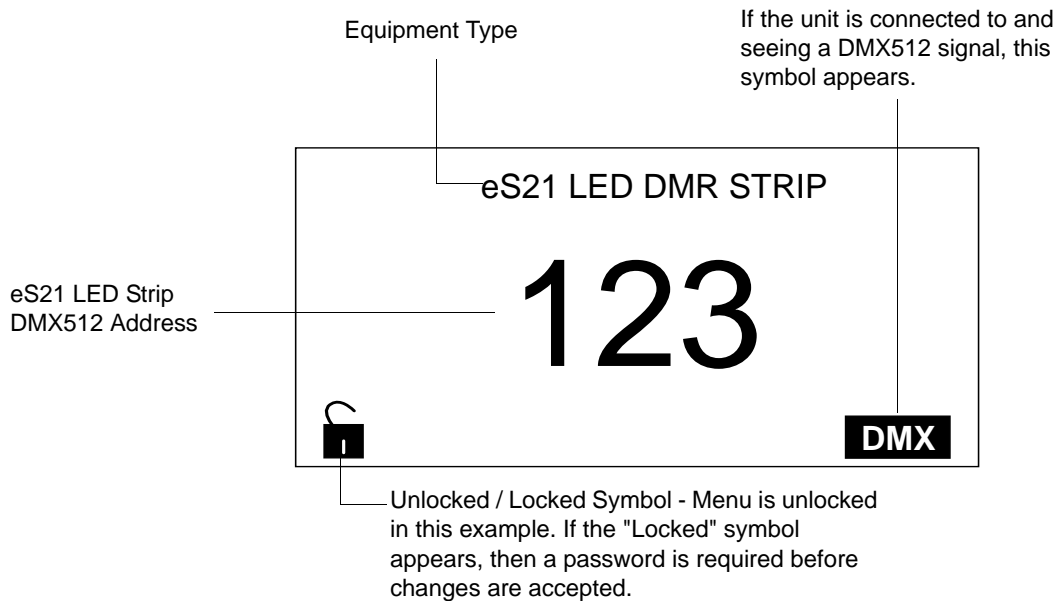 Equipment Type
If the unit is connected to and
seeing a DMX512 signal, this
symbol appears.
eS21 LED DMR STRIP
eS21 LED Strip
DMX512 Address
123
DMX
Unlocked / Locked Symbol - Menu is unlocked
in this example. If the "Locked" symbol
appears, then a password is required before
changes are accepted.